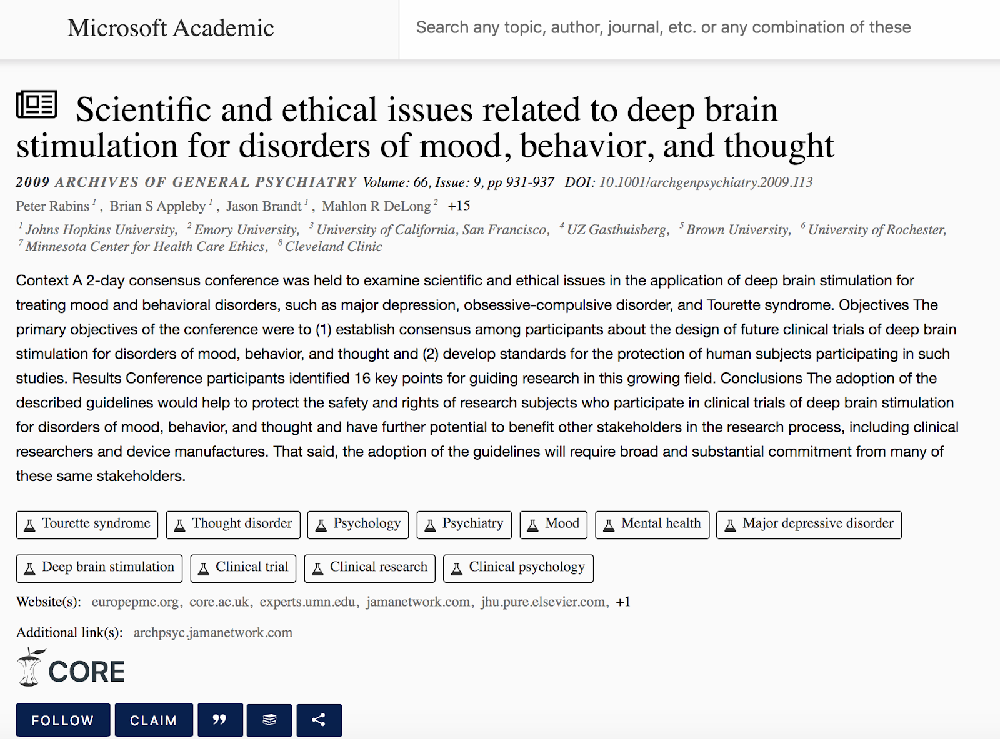 Microsoft Academic
Search any topic, author, journal, etc. or any combination of these
Scientific and ethical issues related to deep brain
stimulation for disorders of mood, behavior, and thought
2009 ARCHIVES OF GENERAL PSYCHIATRY Volume: 66, Issue: 9, pp 931-937 DOI: 10.1001/archgenpsychiatry.2009.113
Peter Rabins 1 , Brian S Appleby 1 , Jason Brandt 1 , Mahlon R DeLong 2 +15
1 Johns Hopkins University, 2 Emory University, 3 University of California, San Francisco, 4 UZ Gasthuisberg, 5 Brown University, 6 University of Rochester,
7 Minnesota Center for Health Care Ethics, 8 Cleveland Clinic
Context A 2-day consensus conference was held to examine scientific and ethical issues in the application of deep brain stimulation for
treating mood and behavioral disorders, such as major depression, obsessive-compulsive disorder, and Tourette syndrome. Objectives The
primary objectives of the conference were to (1) establish consensus among participants about the design of future clinical trials of deep brain
stimulation for disorders of mood, behavior, and thought and (2) develop standards for the protection of human subjects participating in such
studies. Results Conference participants identified 16 key points for guiding research in this growing field. Conclusions The adoption of the
described guidelines would help to protect the safety and rights of research subjects who participate in clinical trials of deep brain stimulation
for disorders of mood, behavior, and thought and have further potential to benefit other stakeholders in the research process, including clinical
researchers and device manufactures. That said, the adoption of the guidelines will require broad and substantial commitment from many of
these same stakeholders.
Tourette syndrome Thought disorder Psychology Psychiatry Mood Mental health Major depressive disorder
Deep brain stimulation Clinical trial Clinical research Clinical psychology
Website(s): europepmc.org, core.ac.uk, experts.umn.edu, jamanetwork.com, jhu.pure.elsevier.com, +1
Additional link(s): archpsyc.jamanetwork.com
CORE
FOLLOW CLAIM